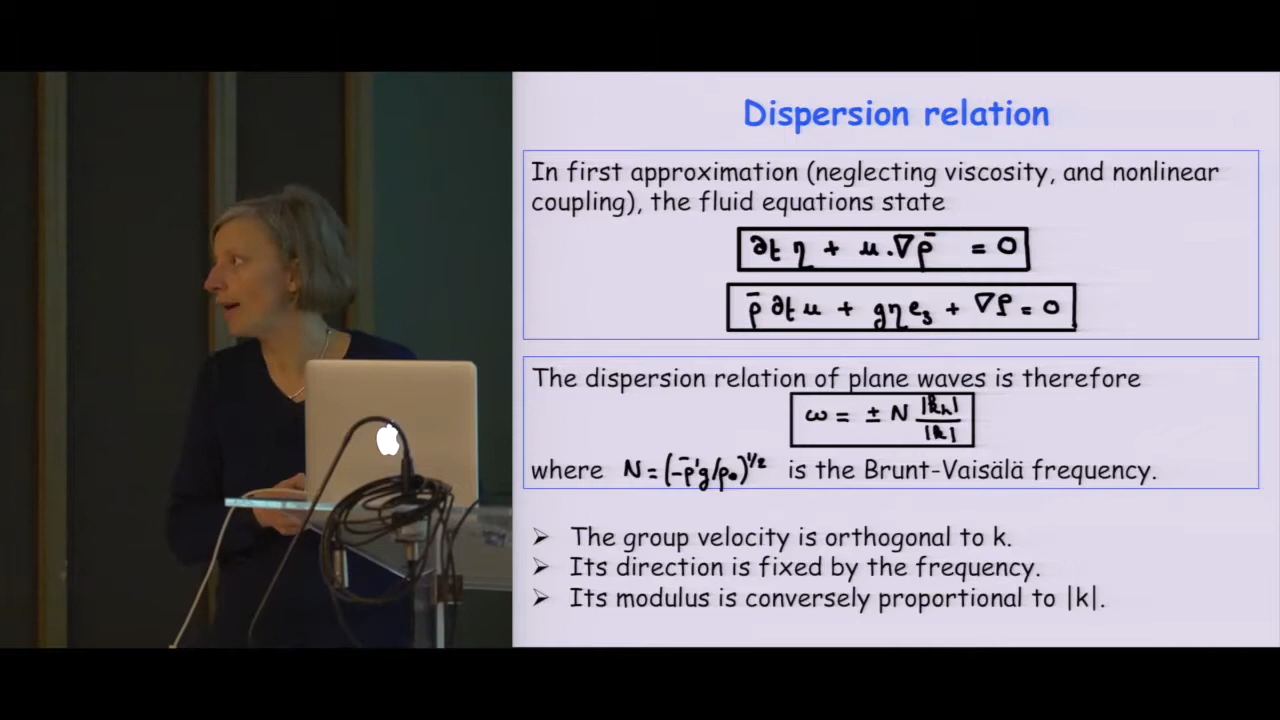 Dispersion relation
In first approximation (neglecting viscosity, and nonlinear
coupling), the fluid equations state
∂t η + u . ∇ρ̄ = 0
ρ̄ ∂t u + gηe₃ + ∇P = 0
The dispersion relation of plane waves is therefore
ω = ± N |kₕ| / |k|
where N = (-ρ̄'g/ρ₀)^1/2 is the Brunt-Vaisälä frequency.
➢ The group velocity is orthogonal to k.
➢ Its direction is fixed by the frequency.
➢ Its modulus is conversely proportional to |k|.